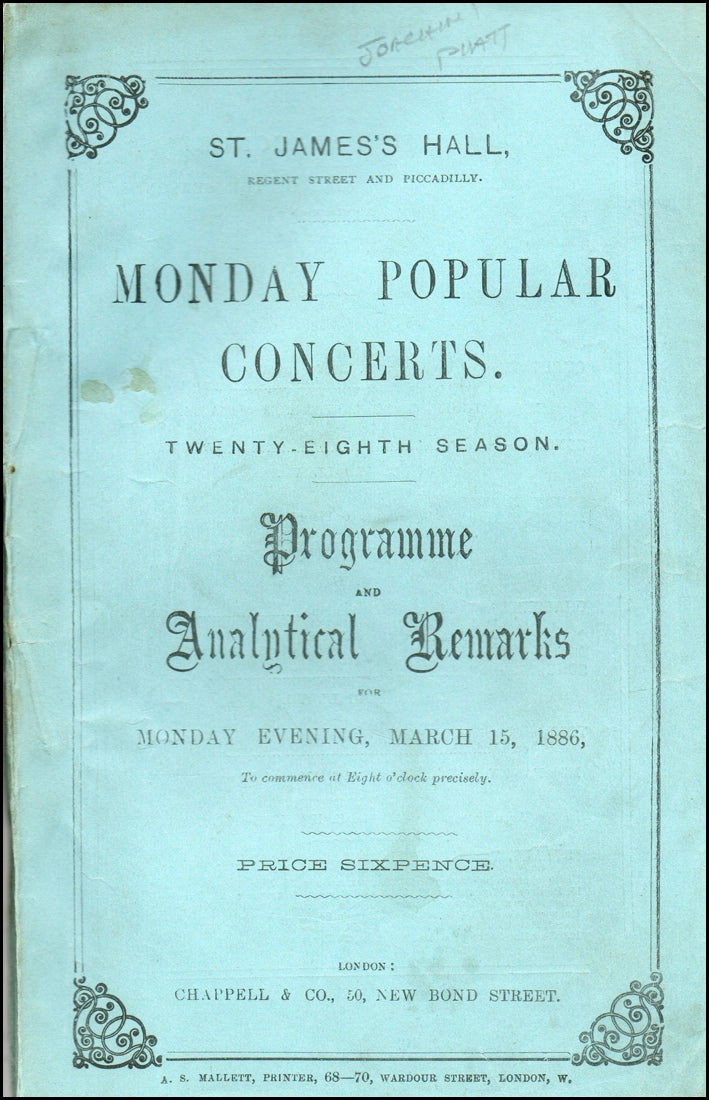 JOACHIM
PIATTI
ST. JAMES'S HALL,
REGENT STREET AND PICCADILLY.
MONDAY POPULAR
CONCERTS.
TWENTY-EIGHTH SEASON.
Programme
AND
Analytical Remarks
FOR
MONDAY EVENING, MARCH 15, 1886,
To commence at Eight o'clock precisely.
PRICE SIXPENCE.
LONDON:
CHAPPELL & CO., 50, NEW BOND STREET.
A. S. MALLETT, PRINTER, 68—70, WARDOUR STREET, LONDON, W.